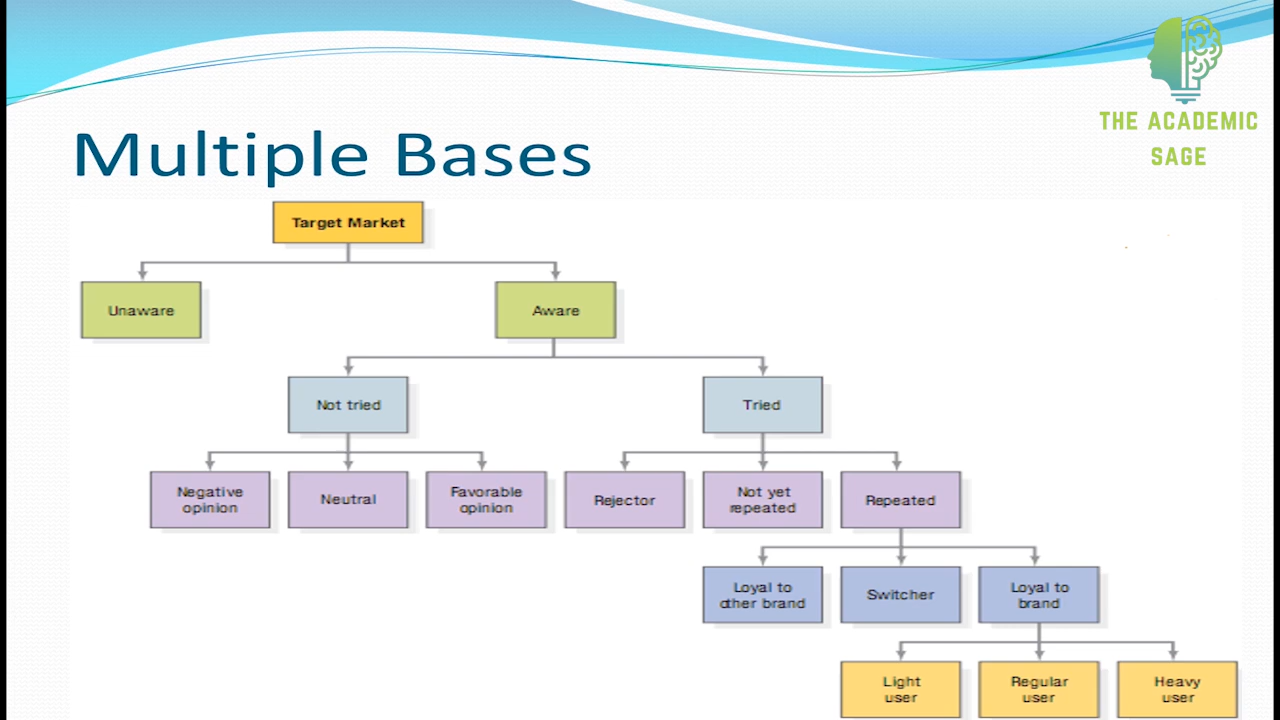 THE ACADEMIC
SAGE
Multiple Bases
Target Market
Unaware
Aware
Not tried
Tried
Negative
opinion
Neutral
Favorable
opinion
Rejector
Not yet
repeated
Repeated
Loyal to
other brand
Switcher
Loyal to
brand
Light
user
Regular
user
Heavy
user